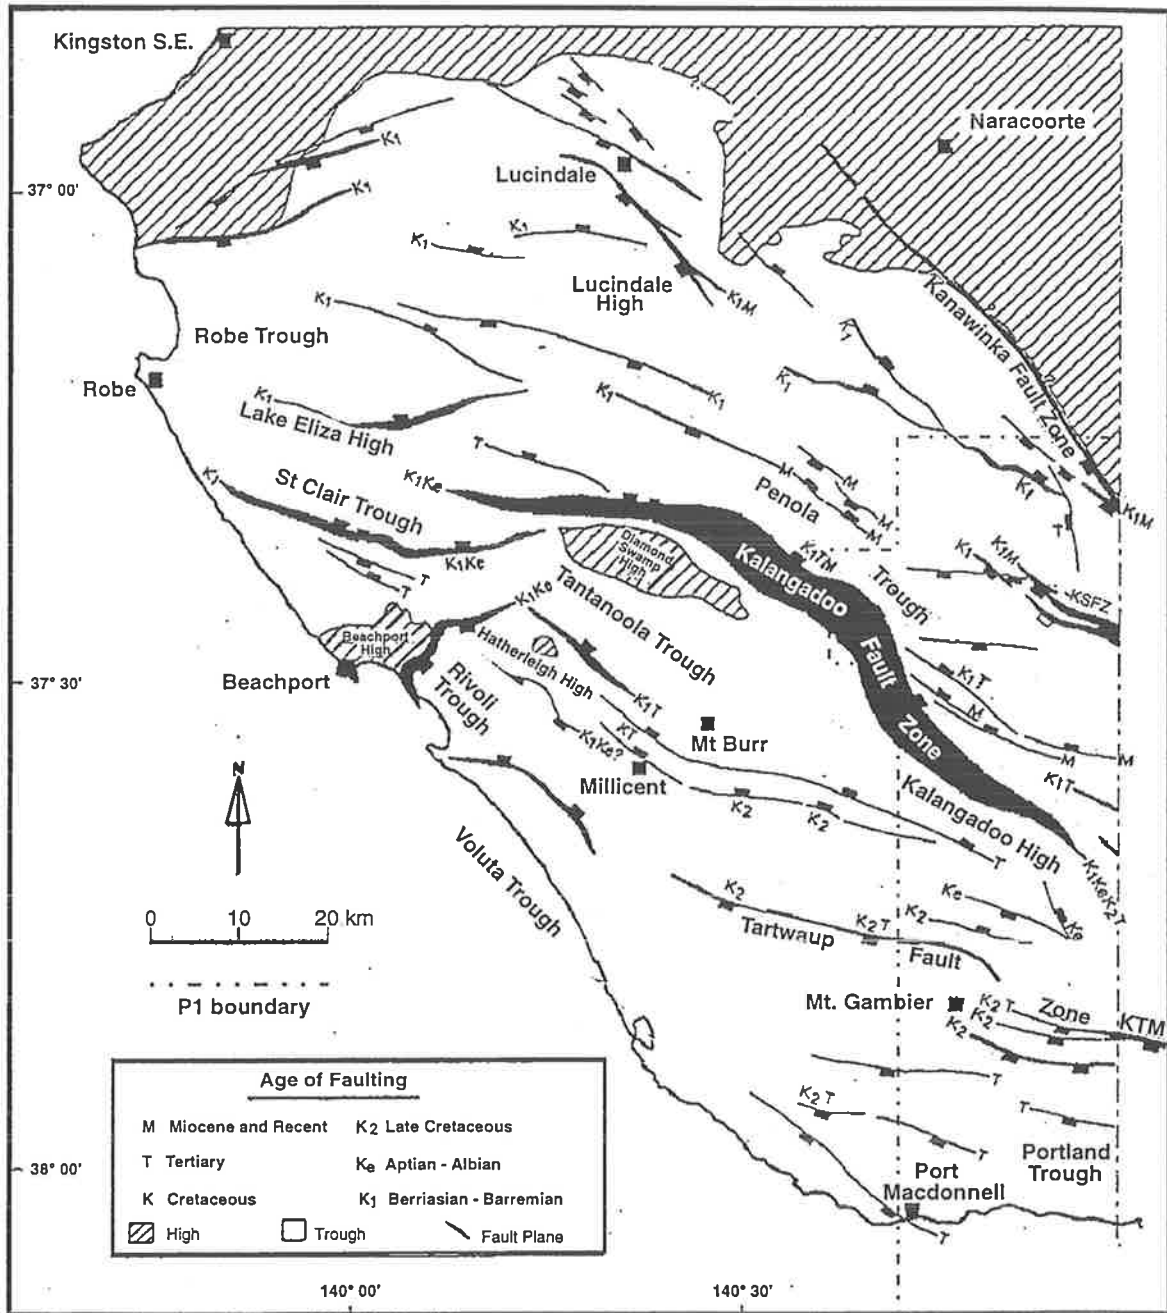 Kingston S.E.
Naracoorte
37° 00'
K1
K1
Lucindale
K1
K1
Lucindale
High
K1M
Kanawinka Fault Zone
K1
Robe Trough
K1
K1
K1
K1
Robe
K1
Lake Eliza High
T
M
M
Penola
M
M
K1
K1M
T
K1Ke
K1
St Clair Trough
K1Ke
T
T
Diamond
Swamp
High
Kalangadoo
Fault
Zone
K1TM
Trough
K1
K1M
KSFZ
K1Ke
Tantanoola Trough
Beachport
High
Hatherleigh High
Beachport
37° 30'
Rivoli
Trough
K1T
K1T
M
M
M
Mt Burr
KT
K1Ke?
Millicent
K2
K2
K1T
Kalangadoo High
T
K1KeK2T
N
Voluta Trough
0 10 20 km
P1 boundary
K2
Tartwaup
K2T
Fault
Ke
K2
Ke
Mt. Gambier
K2T
K2
K2
Zone
KTM
T
K2T
T
T
Portland
Trough
Port
Macdonnell
T
38° 00'
Age of Faulting
M Miocene and Recent
K2 Late Cretaceous
T Tertiary
Ke Aptian - Albian
K Cretaceous
K1 Berriasian - Barremian
High
Trough
Fault Plane
140° 00'
140° 30'